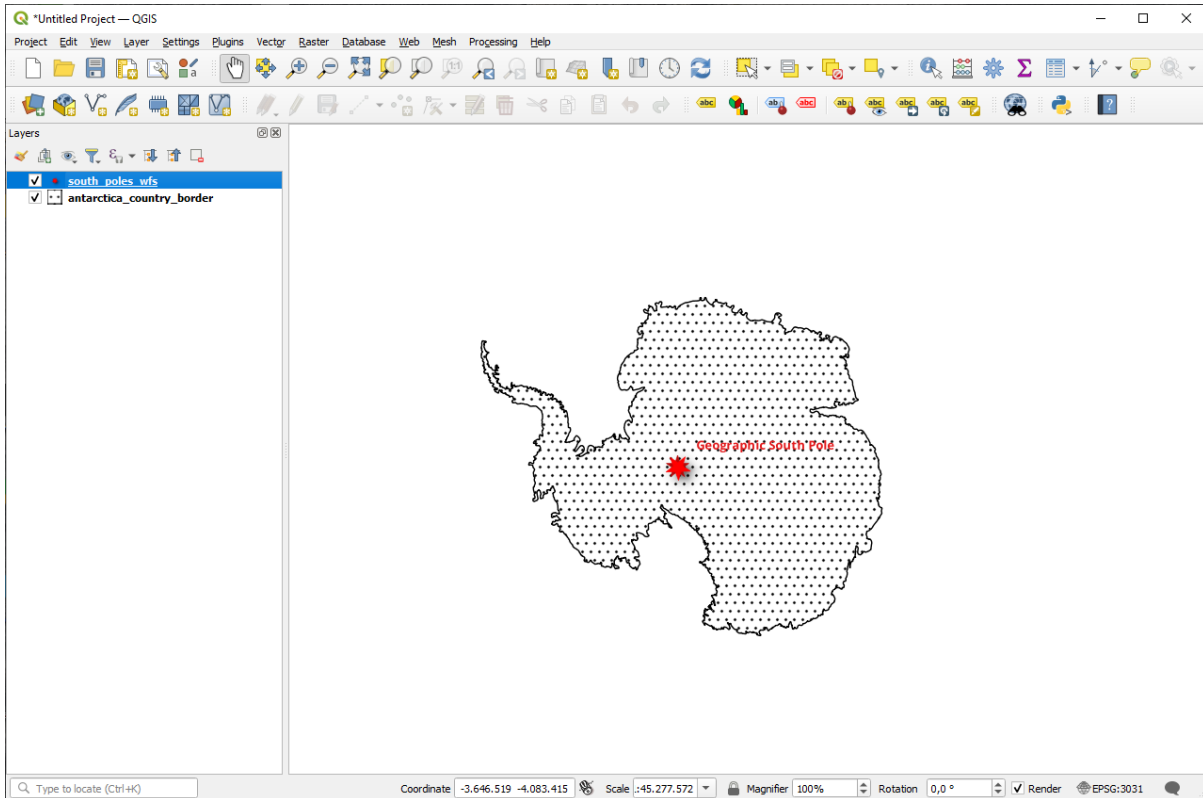 *Untitled Project — QGIS
Project Edit View Layer Settings Plugins Vector Raster Database Web Mesh Processing Help
abc abc
Layers
south_poles_wfs
antarctica_country_border
Geographic South Pole
Type to locate (Ctrl+K) Coordinate -3.646.519 -4.083.415 Scale .:45.277.572 Magnifier 100% Rotation 0,0 ° Render EPSG:3031